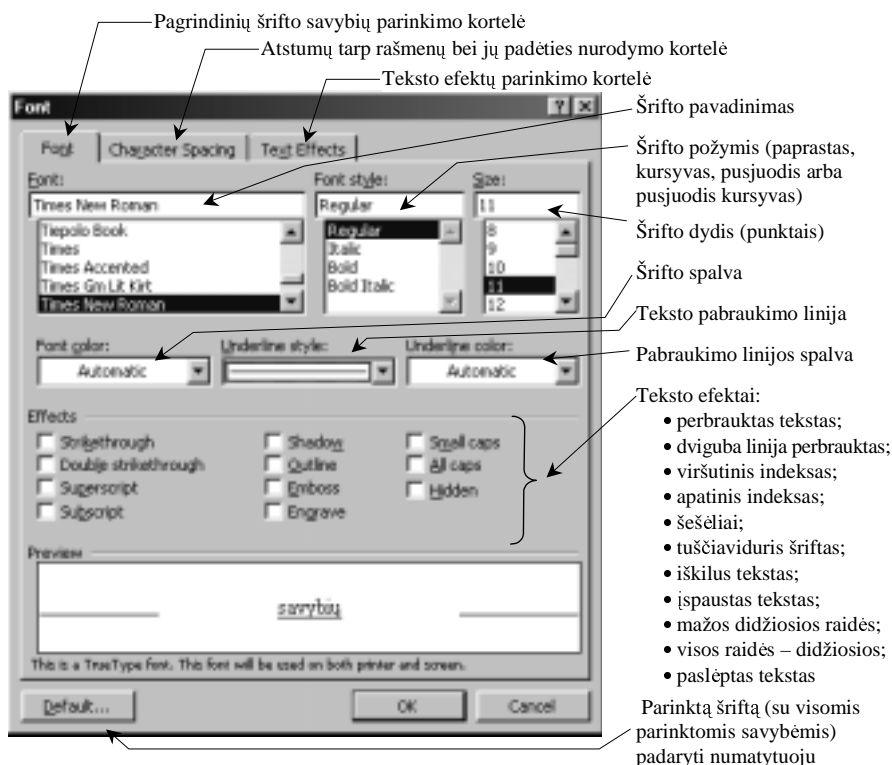 Pagrindinių šrifto savybių parinkimo kortelė
Atstumų tarp rašmenų bei jų padėties nurodymo kortelė
Teksto efektų parinkimo kortelė
Font
Font
Character Spacing
Text Effects
Font:
Font style:
Size:
Times New Roman
Regular
11
Tiepolo Book
Times
Times Accented
Times Gm Lit Kirt
Times New Roman
Regular
Italic
Bold
Bold Italic
8
9
10
11
12
Font color:
Underline style:
Underline color:
Automatic
Automatic
Effects
Strikethrough
Double strikethrough
Superscript
Subscript
Shadow
Outline
Emboss
Engrave
Small caps
All caps
Hidden
Preview
savybių
This is a TrueType font. This font will be used on both printer and screen.
Default...
OK
Cancel
Šrifto pavadinimas
Šrifto požymis (paprastas,
kursyvas, pusjuodis arba
pusjuodis kursyvas)
Šrifto dydis (punktais)
Šrifto spalva
Teksto pabraukimo linija
Pabraukimo linijos spalva
Teksto efektai:
• perbrauktas tekstas;
• dviguba linija perbrauktas;
• viršutinis indeksas;
• apatinis indeksas;
• šešėliai;
• tuščiaviduris šriftas;
• iškilus tekstas;
• įspaustas tekstas;
• mažos didžiosios raidės;
• visos raidės – didžiosios;
• paslėptas tekstas
Parinktą šriftą (su visomis
parinktomis savybėmis)
padaryti numatytuoju